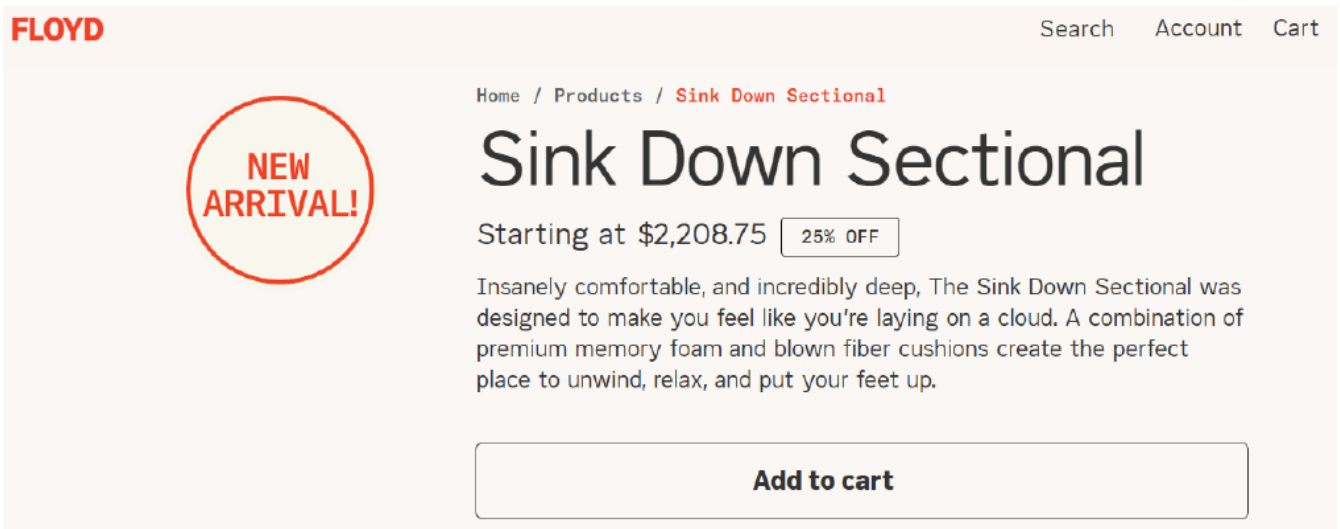 FLOYD
Search Account Cart
Home / Products / Sink Down Sectional
NEW
ARRIVAL!
Sink Down Sectional
Starting at $2,208.75 25% OFF
Insanely comfortable, and incredibly deep, The Sink Down Sectional was
designed to make you feel like you're laying on a cloud. A combination of
premium memory foam and blown fiber cushions create the perfect
place to unwind, relax, and put your feet up.
Add to cart